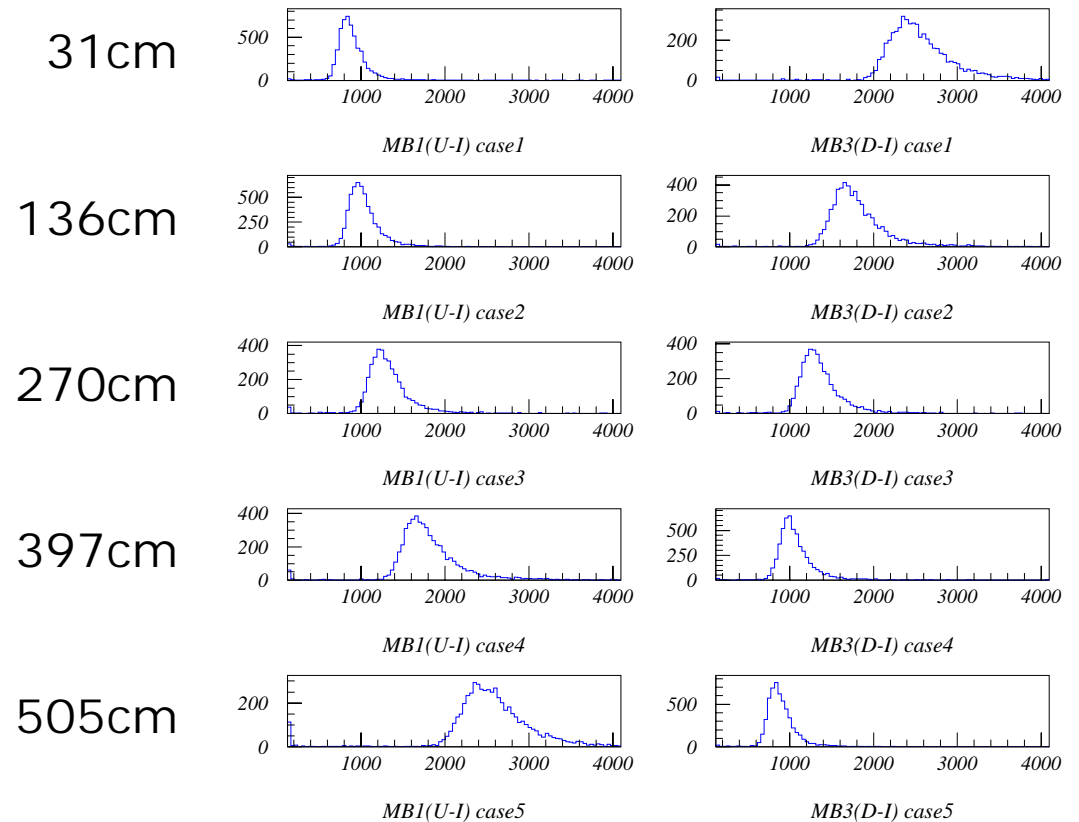 31cm
500
0
1000 2000 3000 4000
MB1(U-I) case1
200
0
1000 2000 3000 4000
MB3(D-I) case1
136cm
500
250
0
1000 2000 3000 4000
MB1(U-I) case2
400
200
0
1000 2000 3000 4000
MB3(D-I) case2
270cm
400
200
0
1000 2000 3000 4000
MB1(U-I) case3
400
200
0
1000 2000 3000 4000
MB3(D-I) case3
397cm
400
200
0
1000 2000 3000 4000
MB1(U-I) case4
500
250
0
1000 2000 3000 4000
MB3(D-I) case4
505cm
200
0
1000 2000 3000 4000
MB1(U-I) case5
500
0
1000 2000 3000 4000
MB3(D-I) case5